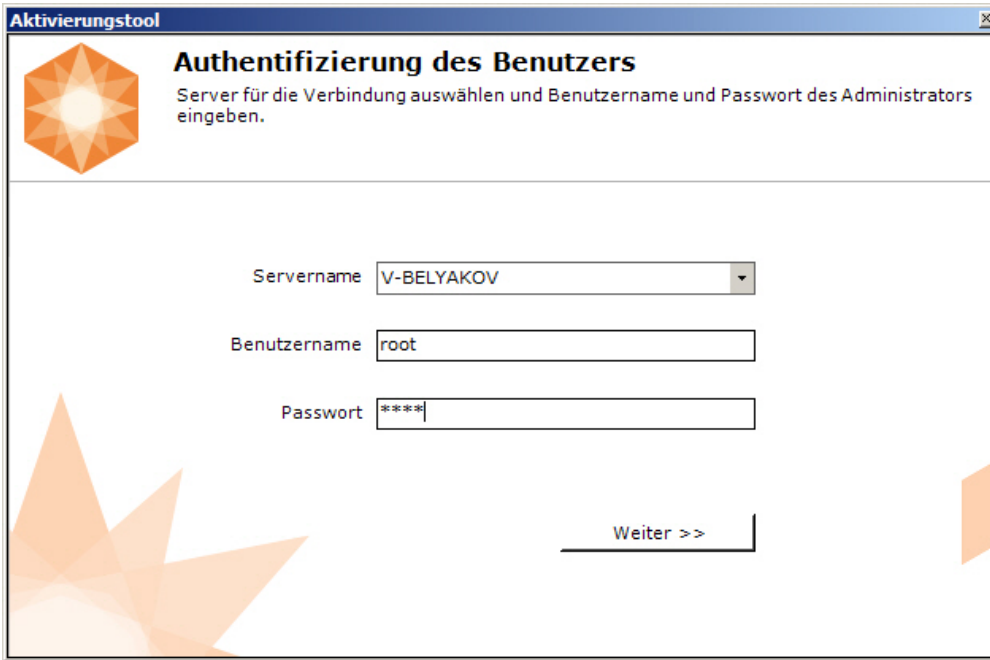 Aktivierungstool
Authentifizierung des Benutzers
Server für die Verbindung auswählen und Benutzername und Passwort des Administrators
eingeben.
Servername V-BELYAKOV
Benutzername root
Passwort ****
Weiter >>